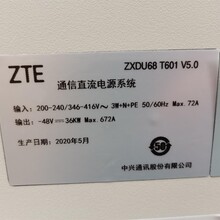 ZTE
ZXDU68 T601 V5.0
通信直流电源系统
输入：200-240/346-416V～ 3W+N+PE 50/60Hz Max. 72A
输出：-48V⎓ 36KW Max. 672A
生产日期：2020年5月
50
中兴通讯股份有限公司